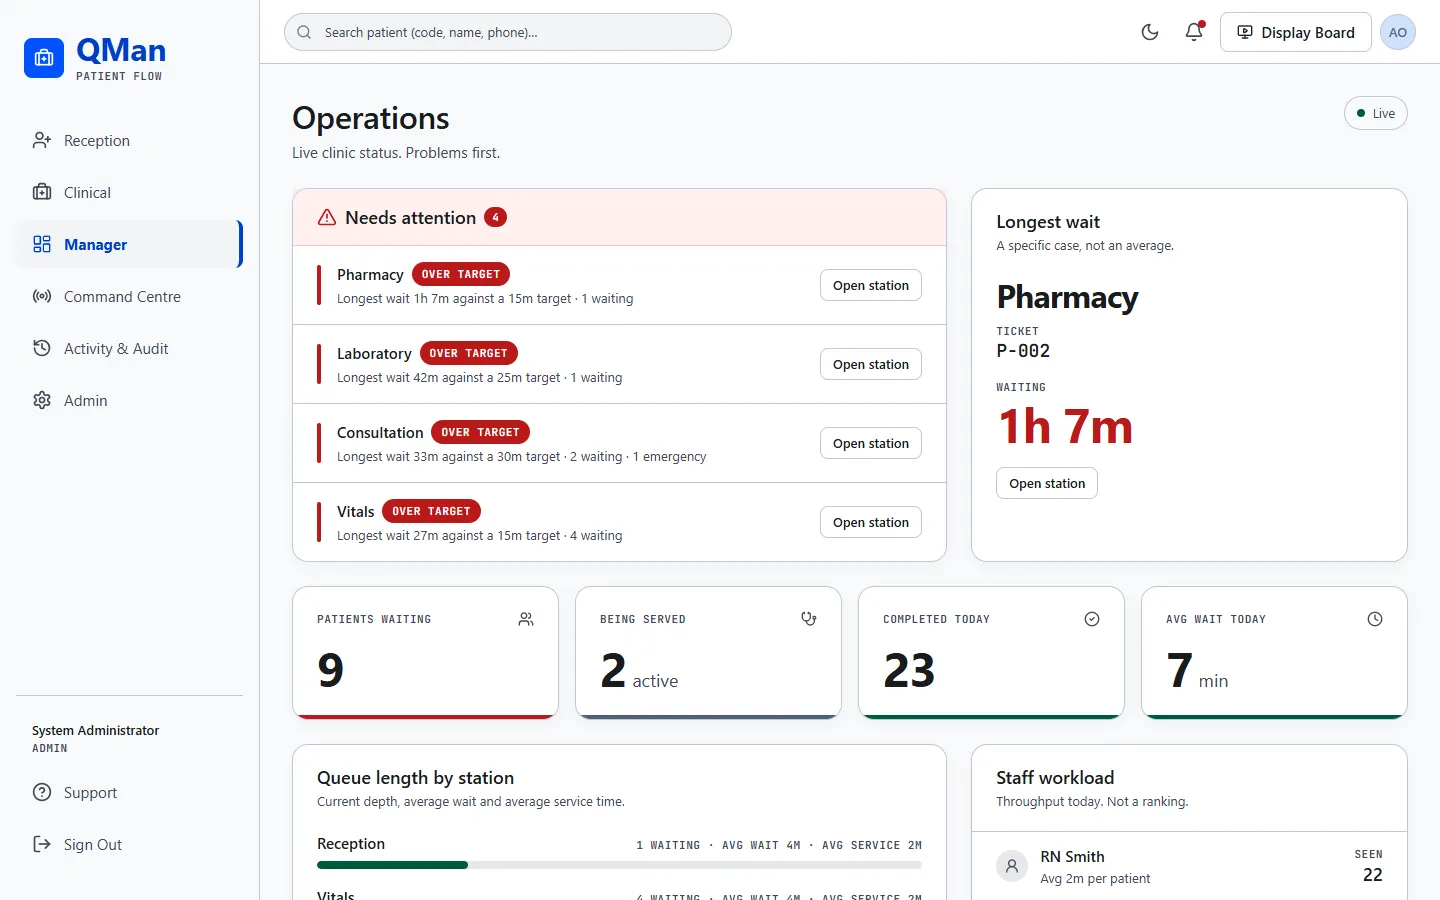 QMan
PATIENT FLOW
Reception
Clinical
Manager
Command Centre
Activity & Audit
Admin
System Administrator
ADMIN
Support
Sign Out
Search patient (code, name, phone)...
Display Board
AO
Operations
Live clinic status. Problems first.
Live
Needs attention 4
Pharmacy OVER TARGET
Longest wait 1h 7m against a 15m target · 1 waiting
Open station
Laboratory OVER TARGET
Longest wait 42m against a 25m target · 1 waiting
Open station
Consultation OVER TARGET
Longest wait 33m against a 30m target · 2 waiting · 1 emergency
Open station
Vitals OVER TARGET
Longest wait 27m against a 15m target · 4 waiting
Open station
Longest wait
A specific case, not an average.
Pharmacy
TICKET
P-002
WAITING
1h 7m
Open station
PATIENTS WAITING
9
BEING SERVED
2 active
COMPLETED TODAY
23
AVG WAIT TODAY
7 min
Queue length by station
Current depth, average wait and average service time.
Reception
1 WAITING · AVG WAIT 4M · AVG SERVICE 2M
Vitals
4 WAITING · AVG WAIT 4M · AVG SERVICE 2M
Staff workload
Throughput today. Not a ranking.
RN Smith
Avg 2m per patient
SEEN
22